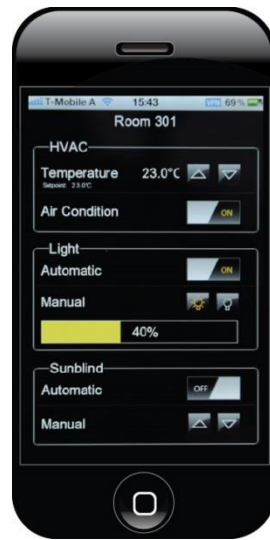 T-Mobile A 15:43 VPN 69%
Room 301
HVAC
Temperature 23.0°C
Setpoint 23.0°C
Air Condition ON
Light
Automatic ON
Manual
40%
Sunblind
Automatic OFF
Manual